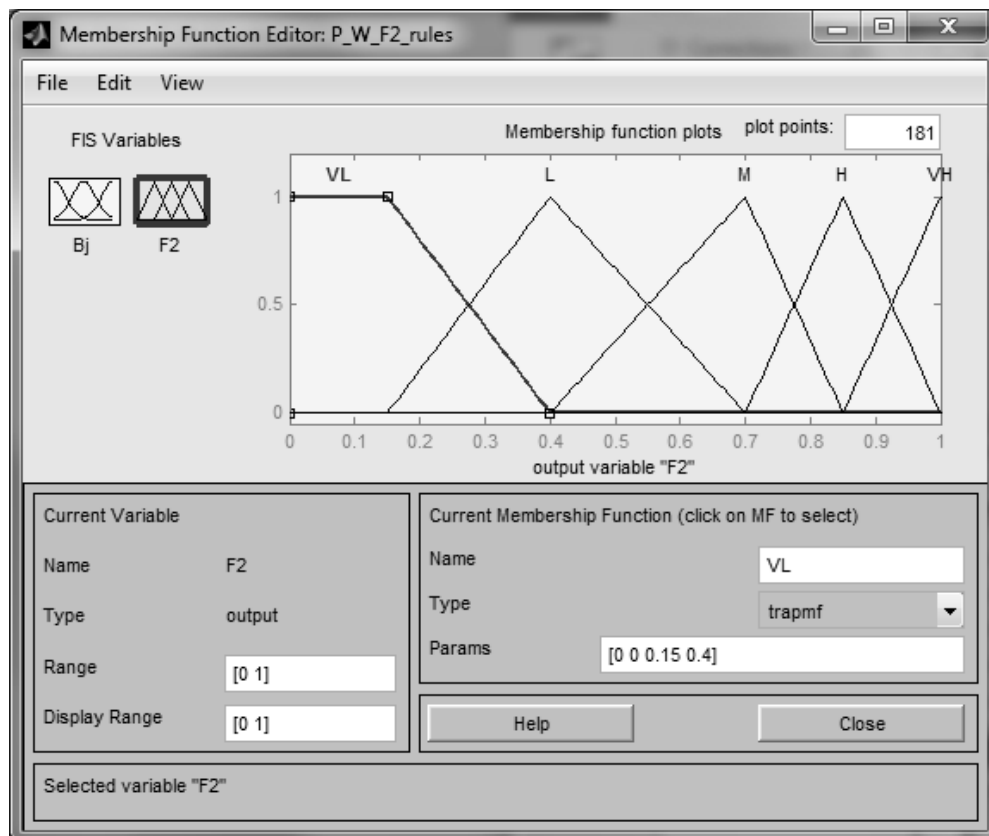 Membership Function Editor: P_W_F2_rules
File Edit View
FIS Variables
Bj F2
Membership function plots plot points: 181
VL L M H VH
1
0.5
0
0 0.1 0.2 0.3 0.4 0.5 0.6 0.7 0.8 0.9 1
output variable "F2"
Current Variable
Name F2
Type output
Range [0 1]
Display Range [0 1]
Current Membership Function (click on MF to select)
Name VL
Type trapmf
Params [0 0 0.15 0.4]
Help Close
Selected variable "F2"